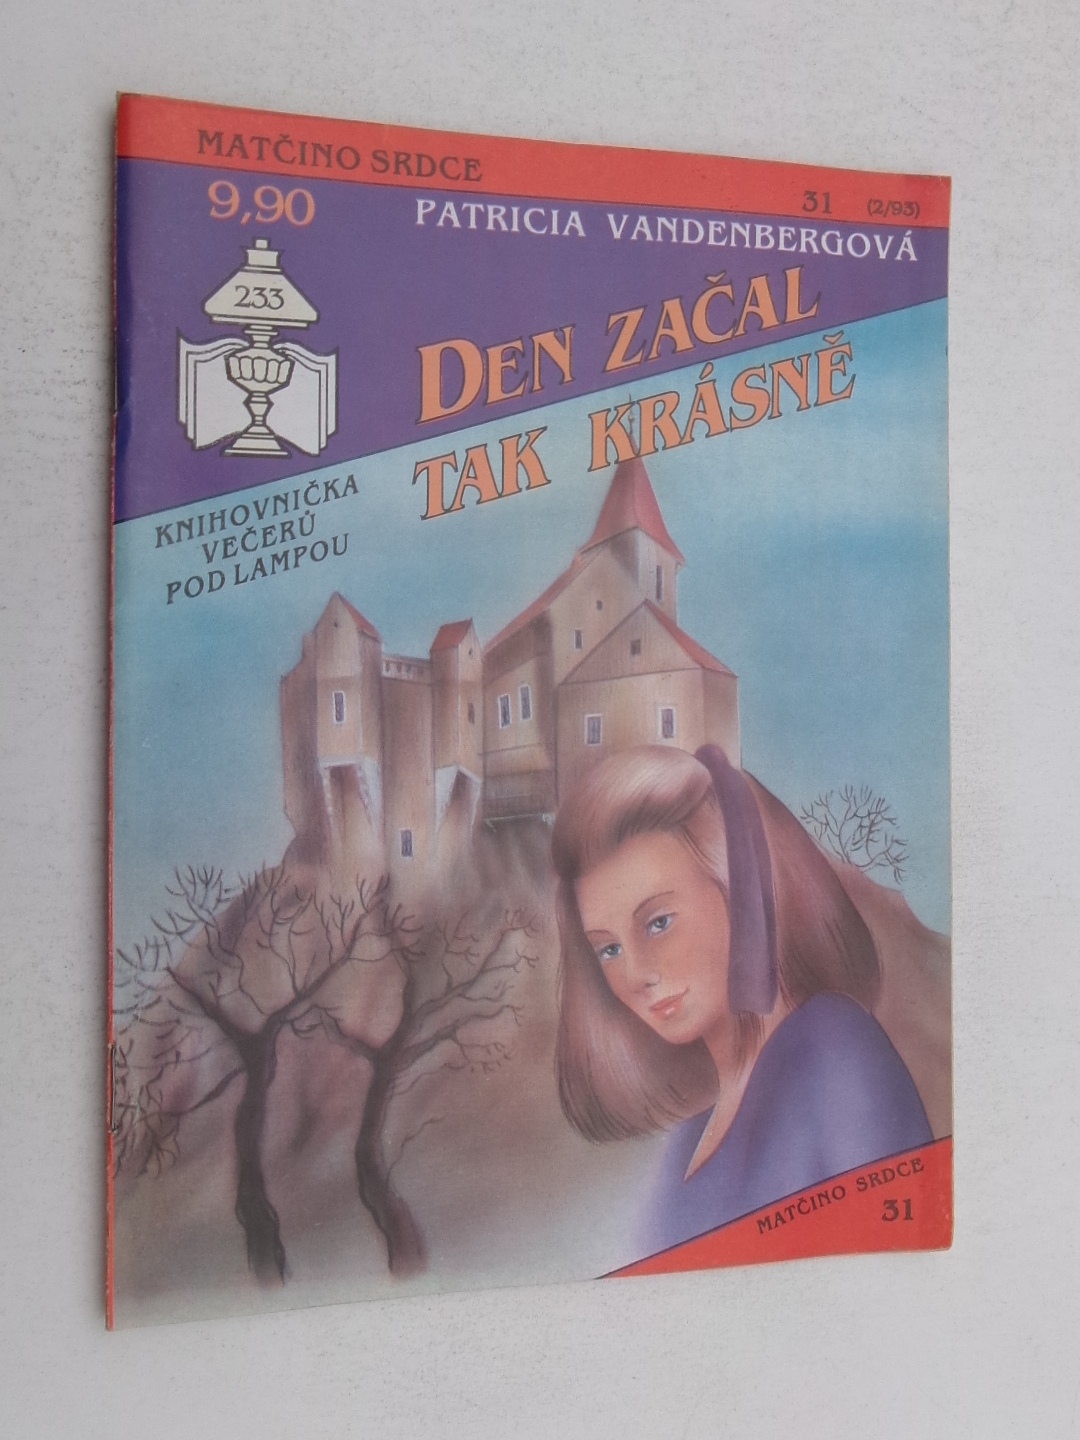 MATČINO SRDCE
31 (2/93)
9,90
PATRICIA VANDENBERGOVÁ
233
DEN ZAČAL
TAK KRÁSNĚ
KNIHOVNIČKA
VEČERŮ
POD LAMPOU
MATČINO SRDCE
31